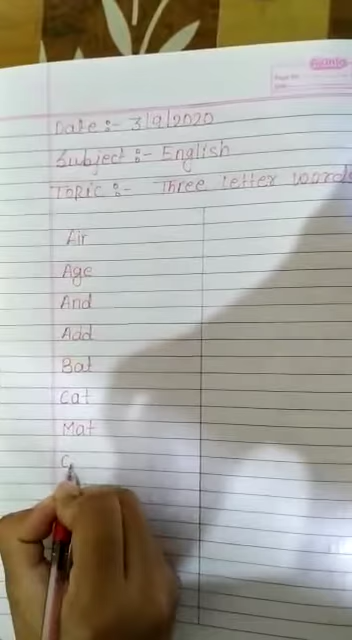 Date :- 3/9/2020
Subject :- English
Topic :- Three letter words
Air
Age
And
Add
Bat
Cat
Mat
C